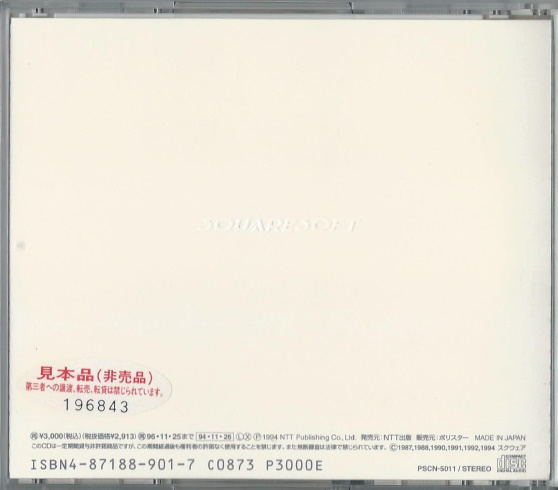 SQUARESOFT
見本品(非売品)
第三者への譲渡、転売、転貸は禁じられています。
196843
¥3,000(税込)(税抜価格¥2,913) 96・11・25まで 94・11・26 LX Ⓟ1994 NTT Publishing Co., Ltd. 発売元:NTT出版 販売元:ポリスター MADE IN JAPAN
このCDは一定期間貸与非許諾商品ですが、この期間経過後も権利者の許諾なく使用することを禁じます。また無断録音は法律で禁じられています。 ©1987,1988,1990,1991,1992,1994 スクウェア
ISBN4-87188-901-7 C0873 P3000E
PSCN-5011/STEREO
COMPACT
disc
DIGITAL AUDIO